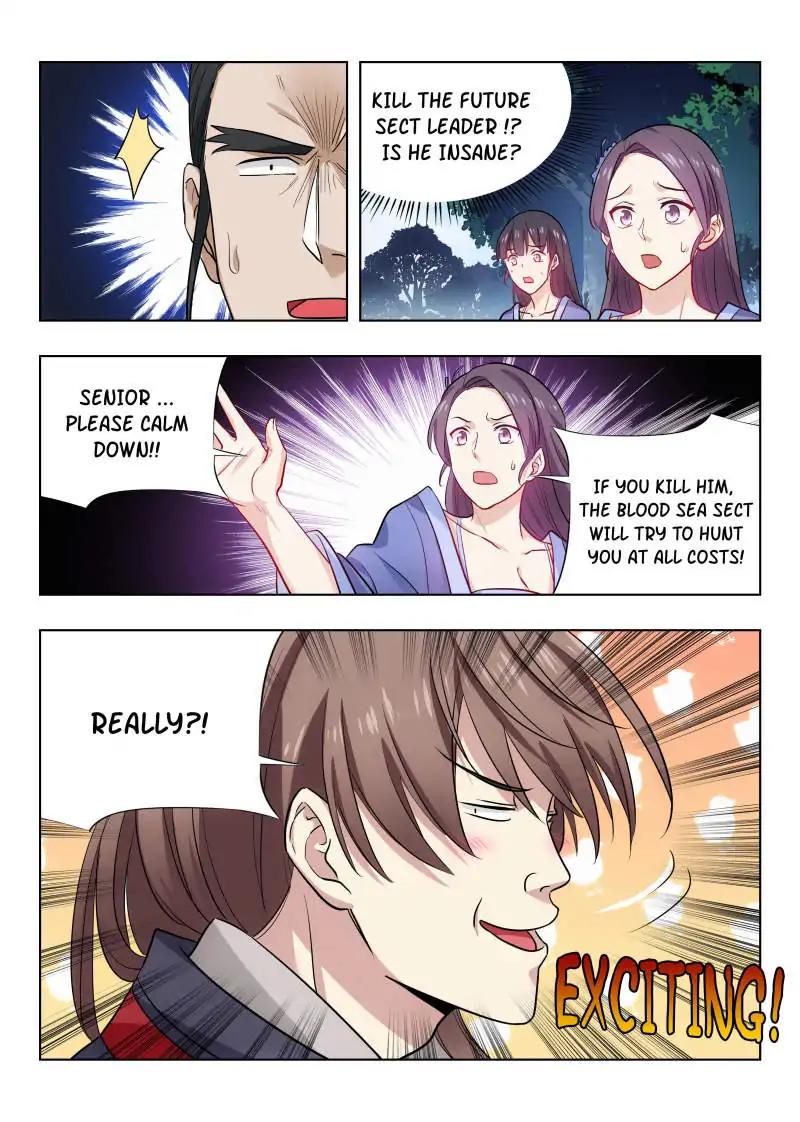 KILL THE FUTURE
SECT LEADER !?
IS HE INSANE?
SENIOR ...
PLEASE CALM
DOWN!!
IF YOU KILL HIM,
THE BLOOD SEA SECT
WILL TRY TO HUNT
YOU AT ALL COSTS!
REALLY?!
EXCITING!